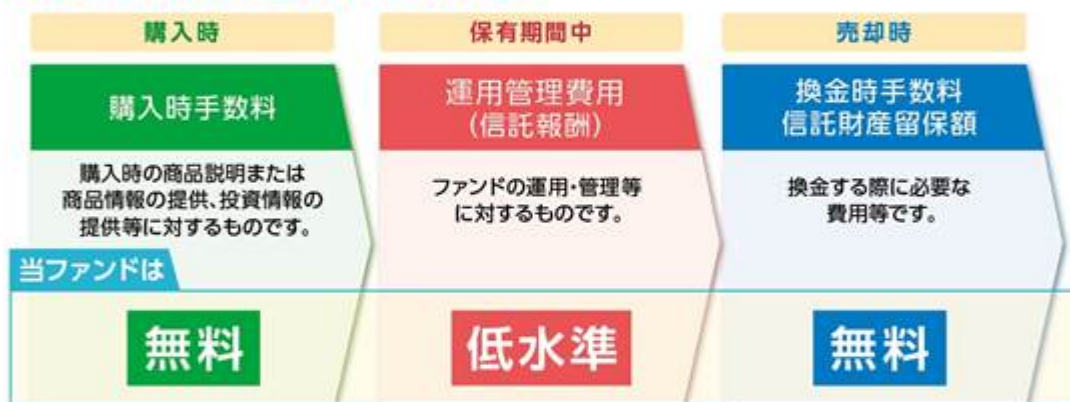 購入時
保有期間中
売却時
購入時手数料
運用管理費用
(信託報酬)
換金時手数料
信託財産留保額
購入時の商品説明または
商品情報の提供、投資情報の
提供等に対するものです。
ファンドの運用・管理等
に対するものです。
換金する際に必要な
費用等です。
当ファンドは
無料
低水準
無料